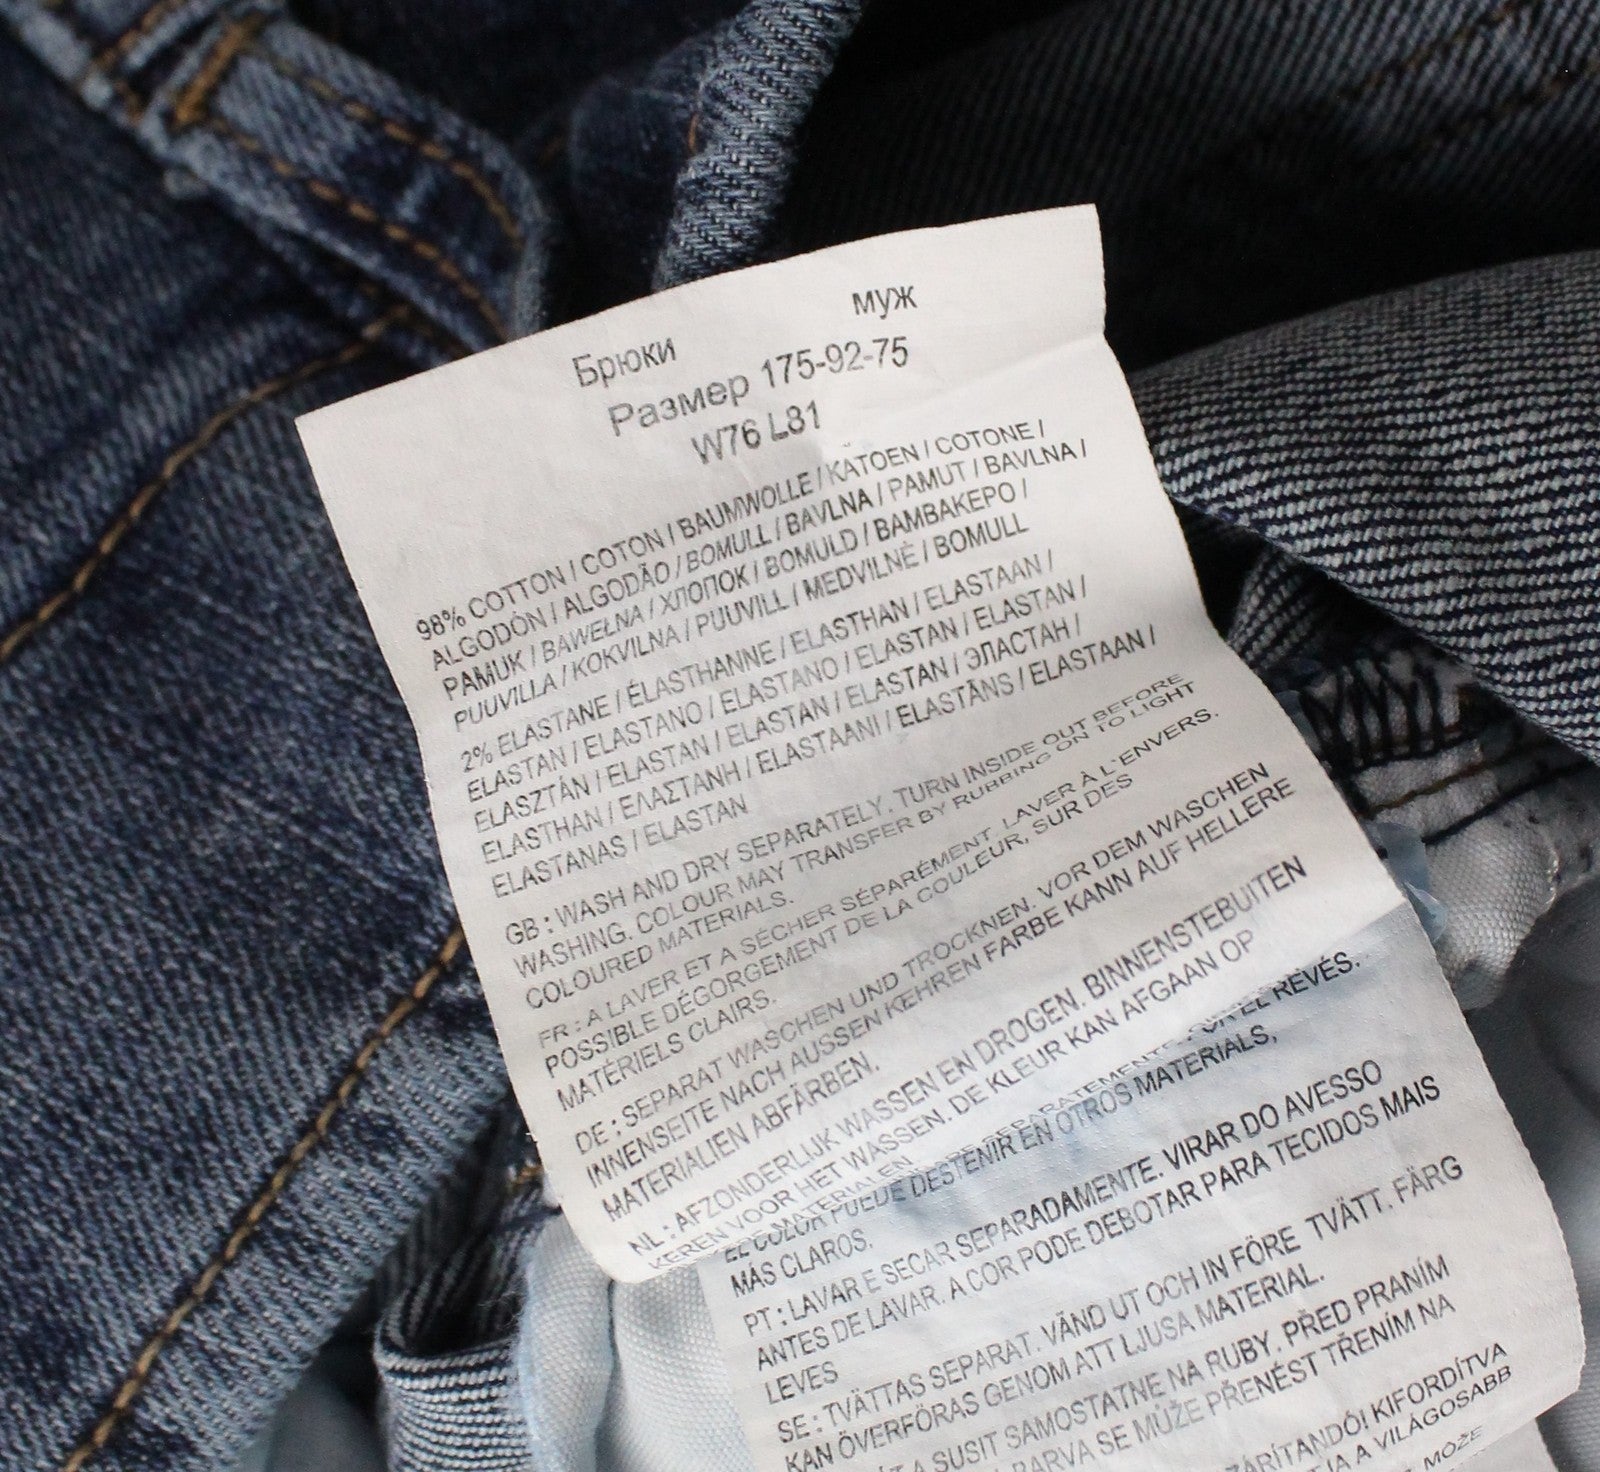 Брюки муж
Размер 175-92-75
W76 L81
98% COTTON / COTON / BAUMWOLLE / KATOEN / COTONE /
ALGODÓN / ALGODÃO / BOMULL / BAVLNA / PAMUT / BAVLNA /
PAMUK / BAWEŁNA / ХЛОПОК / BOMULD / ΒΑΜΒΑΚΕΡΟ /
PUUVILLA / KOKVILNA / PUUVILL / MEDVILNĖ / BOMULL
2% ELASTANE / ÉLASTHANNE / ELASTHAN / ELASTAAN /
ELASTAN / ELASTANO / ELASTANO / ELASTAN / ELASTAN /
ELASZTÁN / ELASTAN / ELASTAN / ELASTAN / ЭЛАСТАН /
ELASTHAN / ΕΛΑΣΤΑΝΗ / ELASTAANI / ELASTĀNS / ELASTAAN /
ELASTANAS / ELASTAN
GB : WASH AND DRY SEPARATELY. TURN INSIDE OUT BEFORE
WASHING. COLOUR MAY TRANSFER BY RUBBING ON TO LIGHT
COLOURED MATERIALS.
FR : A LAVER ET A SÉCHER SÉPARÉMENT. LAVER À L'ENVERS.
POSSIBLE DÉGORGEMENT DE LA COULEUR, SUR DES
MATÉRIELS CLAIRS.
DE : SEPARAT WASCHEN UND TROCKNEN. VOR DEM WASCHEN
INNENSEITE NACH AUSSEN KEHREN FARBE KANN AUF HELLERE
MATERIALIEN ABFÄRBEN.
NL : AFZONDERLIJK WASSEN EN DROGEN. BINNENSTEBUITEN
KEREN VOOR HET WASSEN. DE KLEUR KAN AFGAAN OP
MATERIALEN
SEPARATEMENTE POR EL REVÉS.
EL COLOR PUEDE DESTENIR EN OTROS MATERIALS,
MÁS CLAROS.
PT : LAVAR E SECAR SEPARADAMENTE. VIRAR DO AVESSO
ANTES DE LAVAR. A COR PODE DEBOTAR PARA TECIDOS MAIS
LEVES
SE : TVÄTTAS SEPARAT. VÄND UT OCH IN FÖRE TVÄTT. FÄRG
KAN ÖVERFÖRAS GENOM ATT LJUSA MATERIAL.
T A SUSIT SAMOSTATNE NA RUBY. PŘED PRANÍM
BARVA SE MŮŽE PŘENÉST TŘENÍM NA
KIFORDÍTVA
A VILÁGOSABB
MOŽE